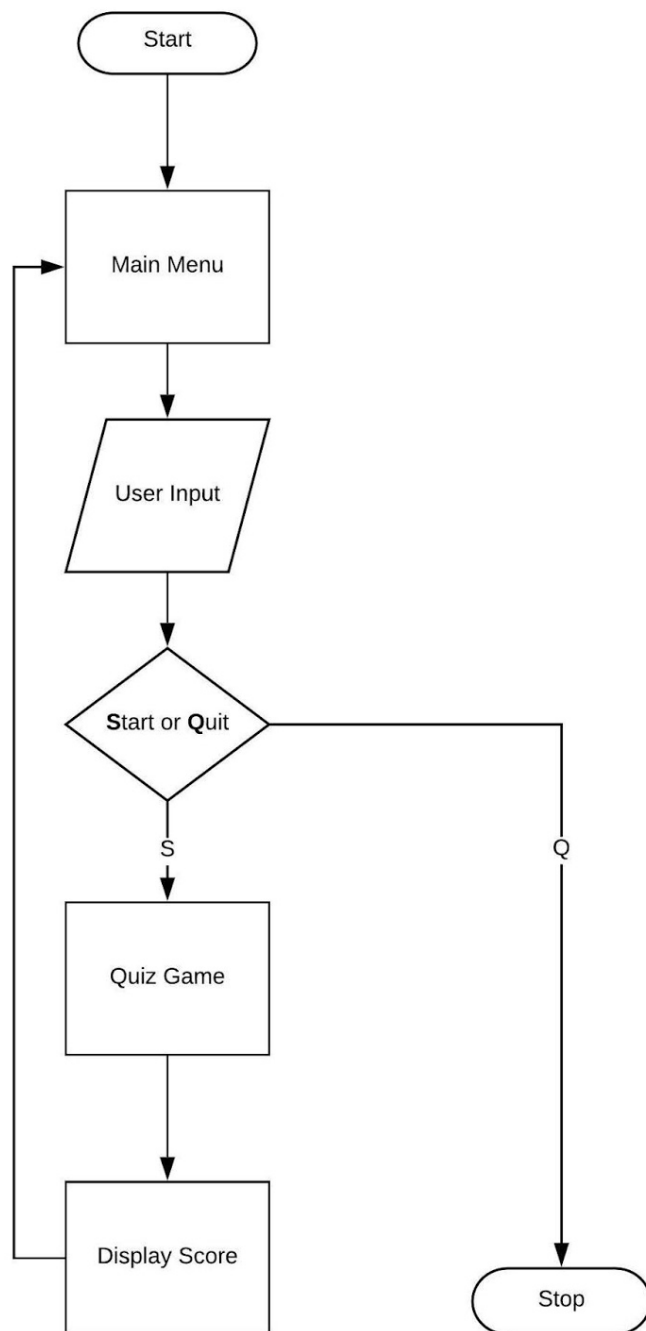 Start
Main Menu
User Input
Start or Quit
S
Q
Quiz Game
Display Score
Stop